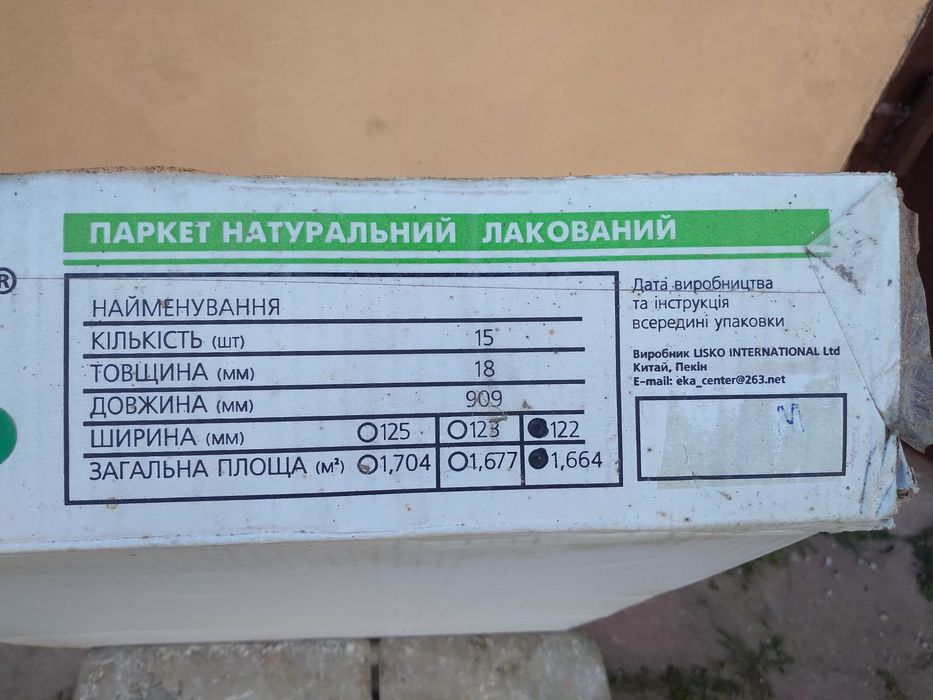 ®
ПАРКЕТ НАТУРАЛЬНИЙ ЛАКОВАНИЙ
НАЙМЕНУВАННЯ
КІЛЬКІСТЬ (шт) 15
ТОВЩИНА (мм) 18
ДОВЖИНА (мм) 909
ШИРИНА (мм) 125 123 122
ЗАГАЛЬНА ПЛОЩА (м²) 1,704 1,677 1,664
Дата виробництва
та інструкція
всередині упаковки
Виробник LISKO INTERNATIONAL Ltd
Китай, Пекін
E-mail: eka_center@263.net